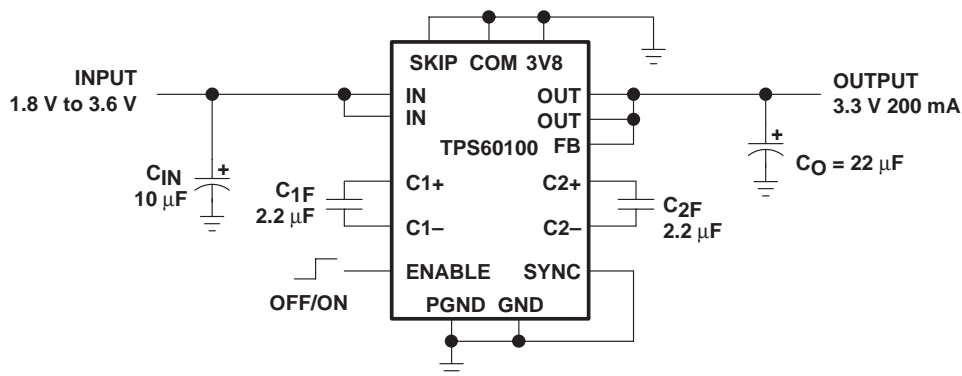 SKIP COM 3V8
INPUT
1.8 V to 3.6 V
IN
IN
OUT
OUT
FB
TPS60100
OUTPUT
3.3 V 200 mA
+
CIN
10 μF
+
CO = 22 μF
C1F
2.2 μF
C1+
C1–
C2+
C2–
C2F
2.2 μF
ENABLE
SYNC
OFF/ON
PGND GND